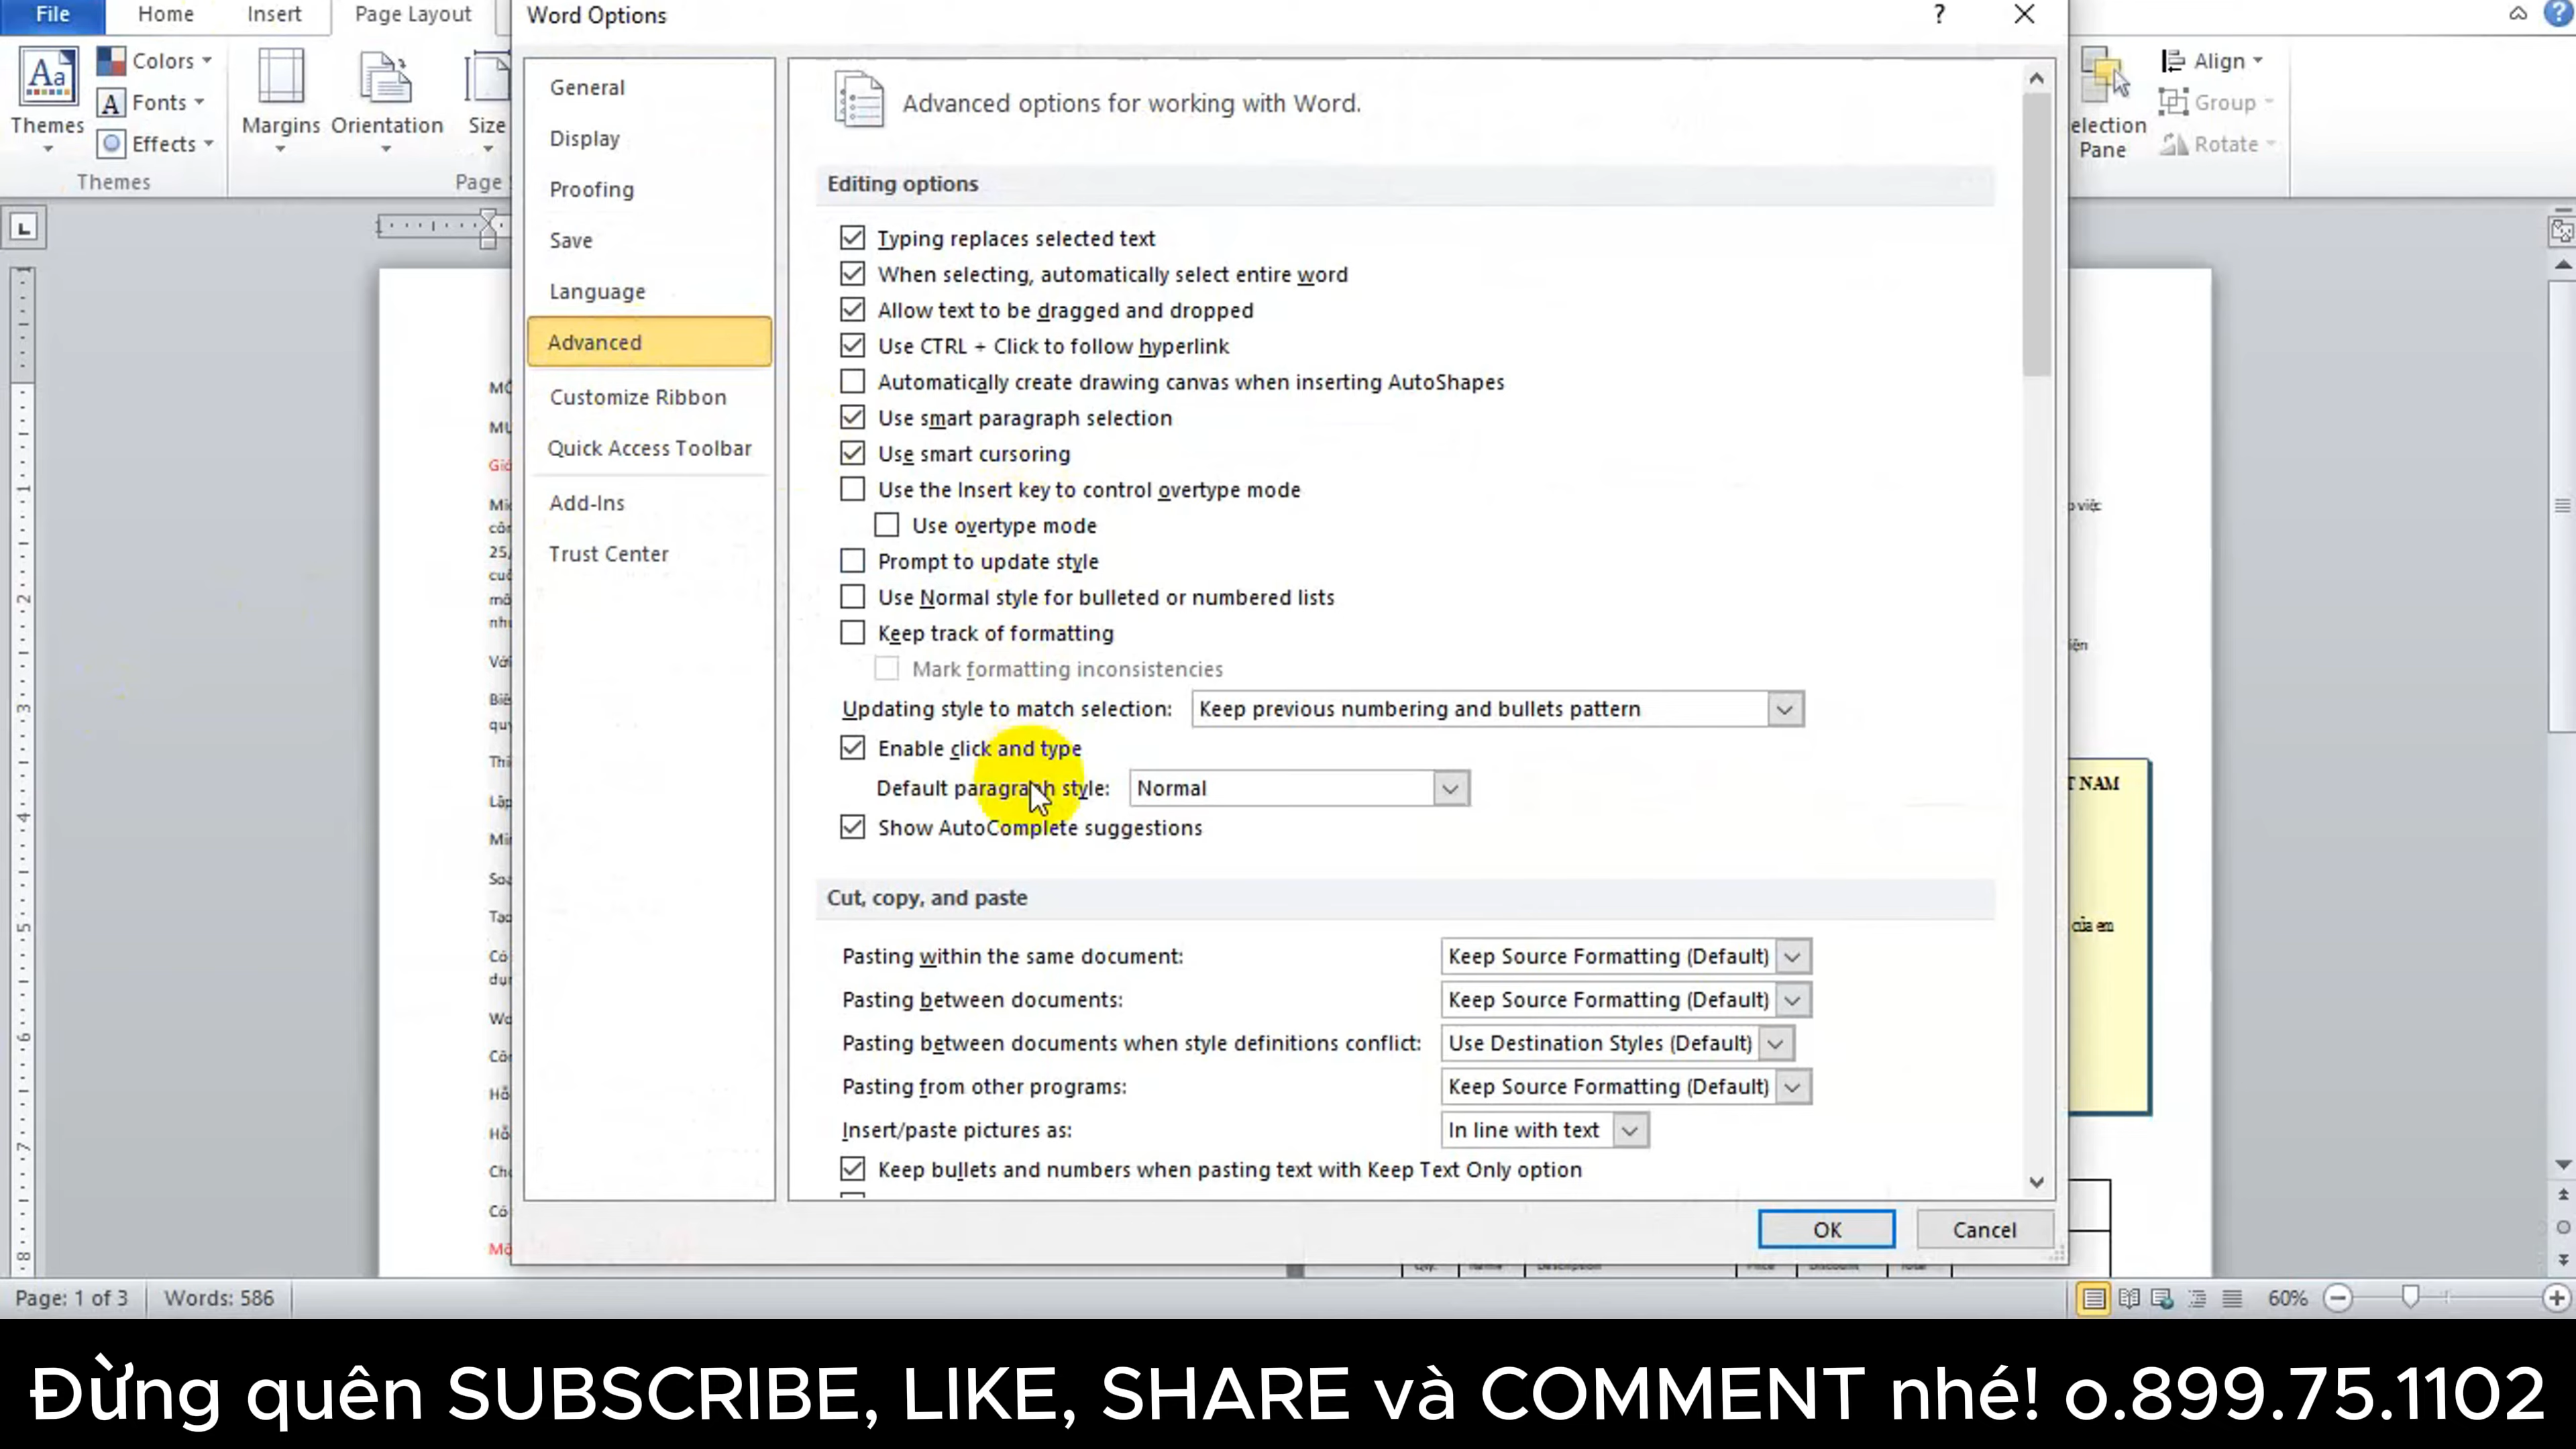 File Home Insert Page Layout
Word Options
Themes Colors Fonts Effects
Margins Orientation Size
Themes
Page
Pane
Align
Group
Rotate
General
Display
Proofing
Save
Language
Advanced
Customize Ribbon
Quick Access Toolbar
Add-Ins
Trust Center
Advanced options for working with Word.
Editing options
Typing replaces selected text
When selecting, automatically select entire word
Allow text to be dragged and dropped
Use CTRL + Click to follow hyperlink
Automatically create drawing canvas when inserting AutoShapes
Use smart paragraph selection
Use smart cursoring
Use the Insert key to control overtype mode
Use overtype mode
Prompt to update style
Use Normal style for bulleted or numbered lists
Keep track of formatting
Mark formatting inconsistencies
Updating style to match selection: Keep previous numbering and bullets pattern
Enable click and type
Default paragraph style: Normal
Show AutoComplete suggestions
Cut, copy, and paste
Pasting within the same document: Keep Source Formatting (Default)
Pasting between documents: Keep Source Formatting (Default)
Pasting between documents when style definitions conflict: Use Destination Styles (Default)
Pasting from other programs: Keep Source Formatting (Default)
Insert/paste pictures as: In line with text
Keep bullets and numbers when pasting text with Keep Text Only option
OK Cancel
việc
NAM
của em
Page: 1 of 3 Words: 586 60%
Đừng quên SUBSCRIBE, LIKE, SHARE và COMMENT nhé! 0.899.75.1102